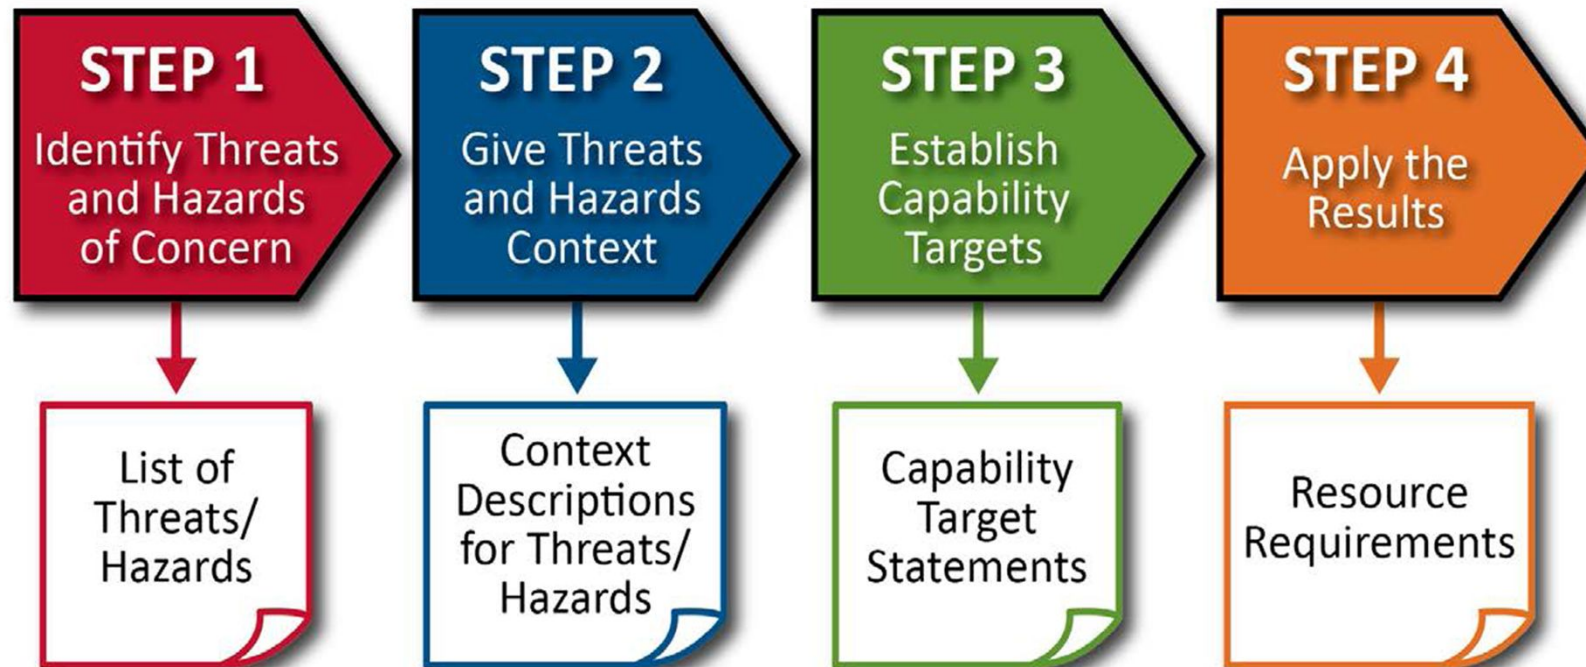 STEP 1
Identify Threats
and Hazards
of Concern
STEP 2
Give Threats
and Hazards
Context
STEP 3
Establish
Capability
Targets
STEP 4
Apply the
Results
List of
Threats/
Hazards
Context
Descriptions
for Threats/
Hazards
Capability
Target
Statements
Resource
Requirements